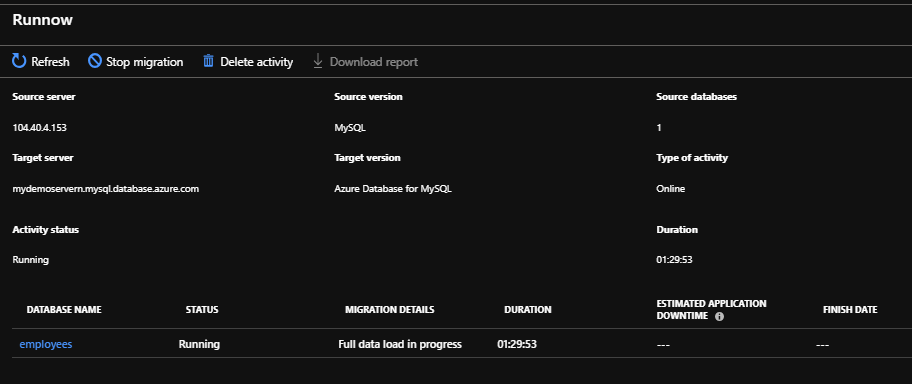 Runnow
Refresh Stop migration Delete activity Download report
Source server Source version Source databases
104.40.4.153 MySQL 1
Target server Target version Type of activity
mydemoservern.mysql.database.azure.com Azure Database for MySQL Online
Activity status Duration
Running 01:29:53
DATABASE NAME STATUS MIGRATION DETAILS DURATION ESTIMATED APPLICATION DOWNTIME FINISH DATE
employees Running Full data load in progress 01:29:53 --- ---